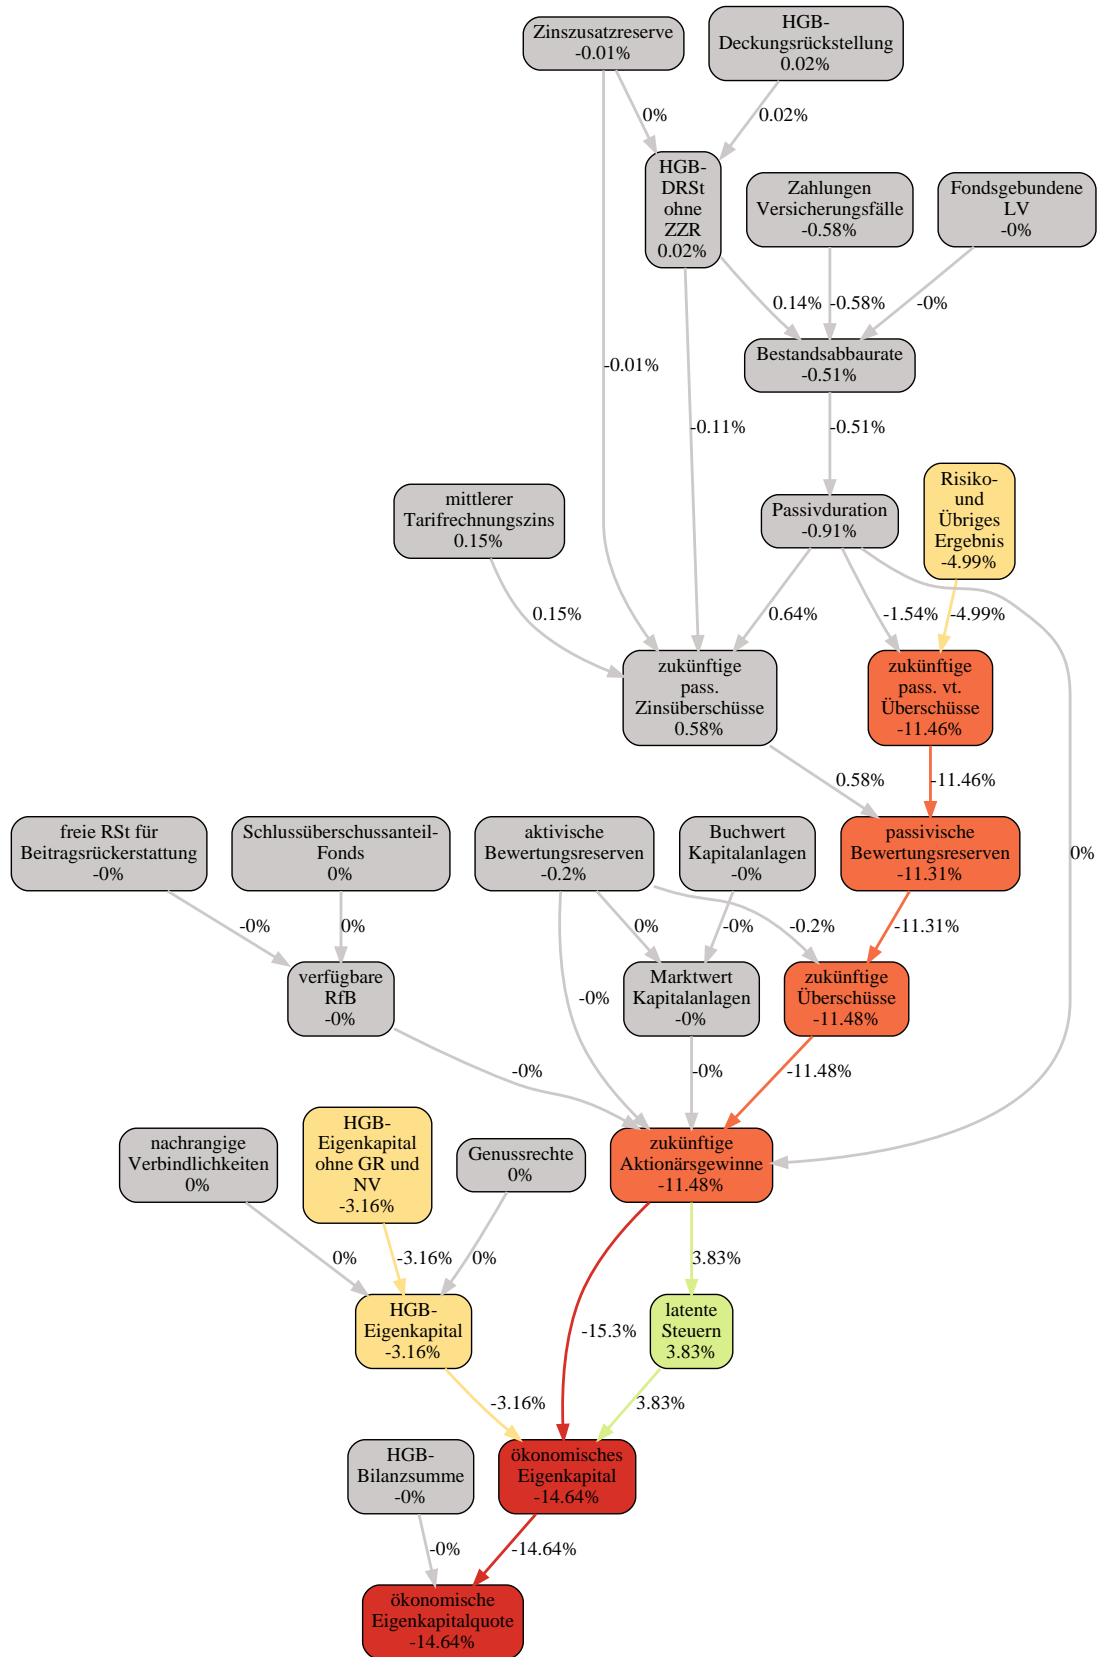 Zinszusatzreserve
-0.01%
HGB-
Deckungsrückstellung
0.02%
0%
0.02%
HGB-
DRSt
ohne
ZZR
0.02%
Zahlungen
Versicherungsfälle
-0.58%
Fondsgebundene
LV
-0%
0.14%
-0.58%
-0%
Bestandsabbaurate
-0.51%
-0.01%
-0.11%
-0.51%
mittlerer
Tarifrechnungszins
0.15%
Passivduration
-0.91%
Risiko-
und
Übriges
Ergebnis
-4.99%
0.15%
0.64%
-1.54%
-4.99%
zukünftige
pass.
Zinsüberschüsse
0.58%
zukünftige
pass. vt.
Überschüsse
-11.46%
0.58%
-11.46%
freie RSt für
Beitragsrückerstattung
-0%
Schlussüberschussanteil-
Fonds
0%
aktivische
Bewertungsreserven
-0.2%
Buchwert
Kapitalanlagen
-0%
passivische
Bewertungsreserven
-11.31%
0%
-0%
0%
0%
-0%
-0.2%
-11.31%
verfügbare
RfB
-0%
-0%
Marktwert
Kapitalanlagen
-0%
zukünftige
Überschüsse
-11.48%
-0%
-0%
-11.48%
nachrangige
Verbindlichkeiten
0%
HGB-
Eigenkapital
ohne GR und
NV
-3.16%
Genussrechte
0%
zukünftige
Aktionärsgewinne
-11.48%
0%
-3.16%
0%
3.83%
HGB-
Eigenkapital
-3.16%
-15.3%
latente
Steuern
3.83%
-3.16%
3.83%
HGB-
Bilanzsumme
-0%
ökonomisches
Eigenkapital
-14.64%
-0%
-14.64%
ökonomische
Eigenkapitalquote
-14.64%